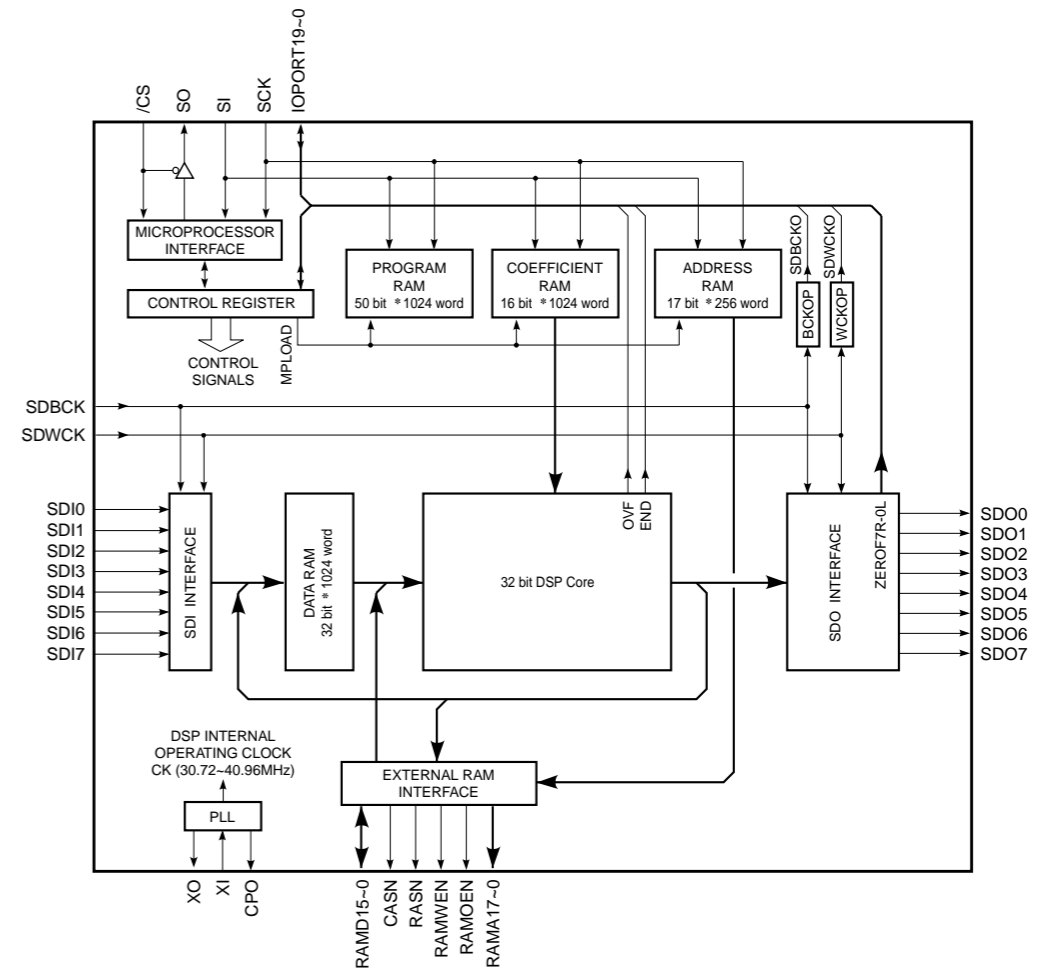 /CS
SO
SI
SCK
IOPORT19~0
MICROPROCESSOR
INTERFACE
CONTROL REGISTER
CONTROL
SIGNALS
MPLOAD
PROGRAM
RAM
50 bit *1024 word
COEFFICIENT
RAM
16 bit *1024 word
ADDRESS
RAM
17 bit *256 word
SDBCKO
SDWCKO
BCKOP
WCKOP
SDBCK
SDWCK
SDI0
SDI1
SDI2
SDI3
SDI4
SDI5
SDI6
SDI7
SDI INTERFACE
DATA RAM
32 bit *1024 word
32 bit DSP Core
OVF
END
SDO INTERFACE
ZEROF7R-0L
SDO0
SDO1
SDO2
SDO3
SDO4
SDO5
SDO6
SDO7
DSP INTERNAL
OPERATING CLOCK
CK (30.72~40.96MHz)
PLL
XO
XI
CPO
EXTERNAL RAM
INTERFACE
RAMD15~0
CASN
RASN
RAMWEN
RAMOEN
RAMA17~0